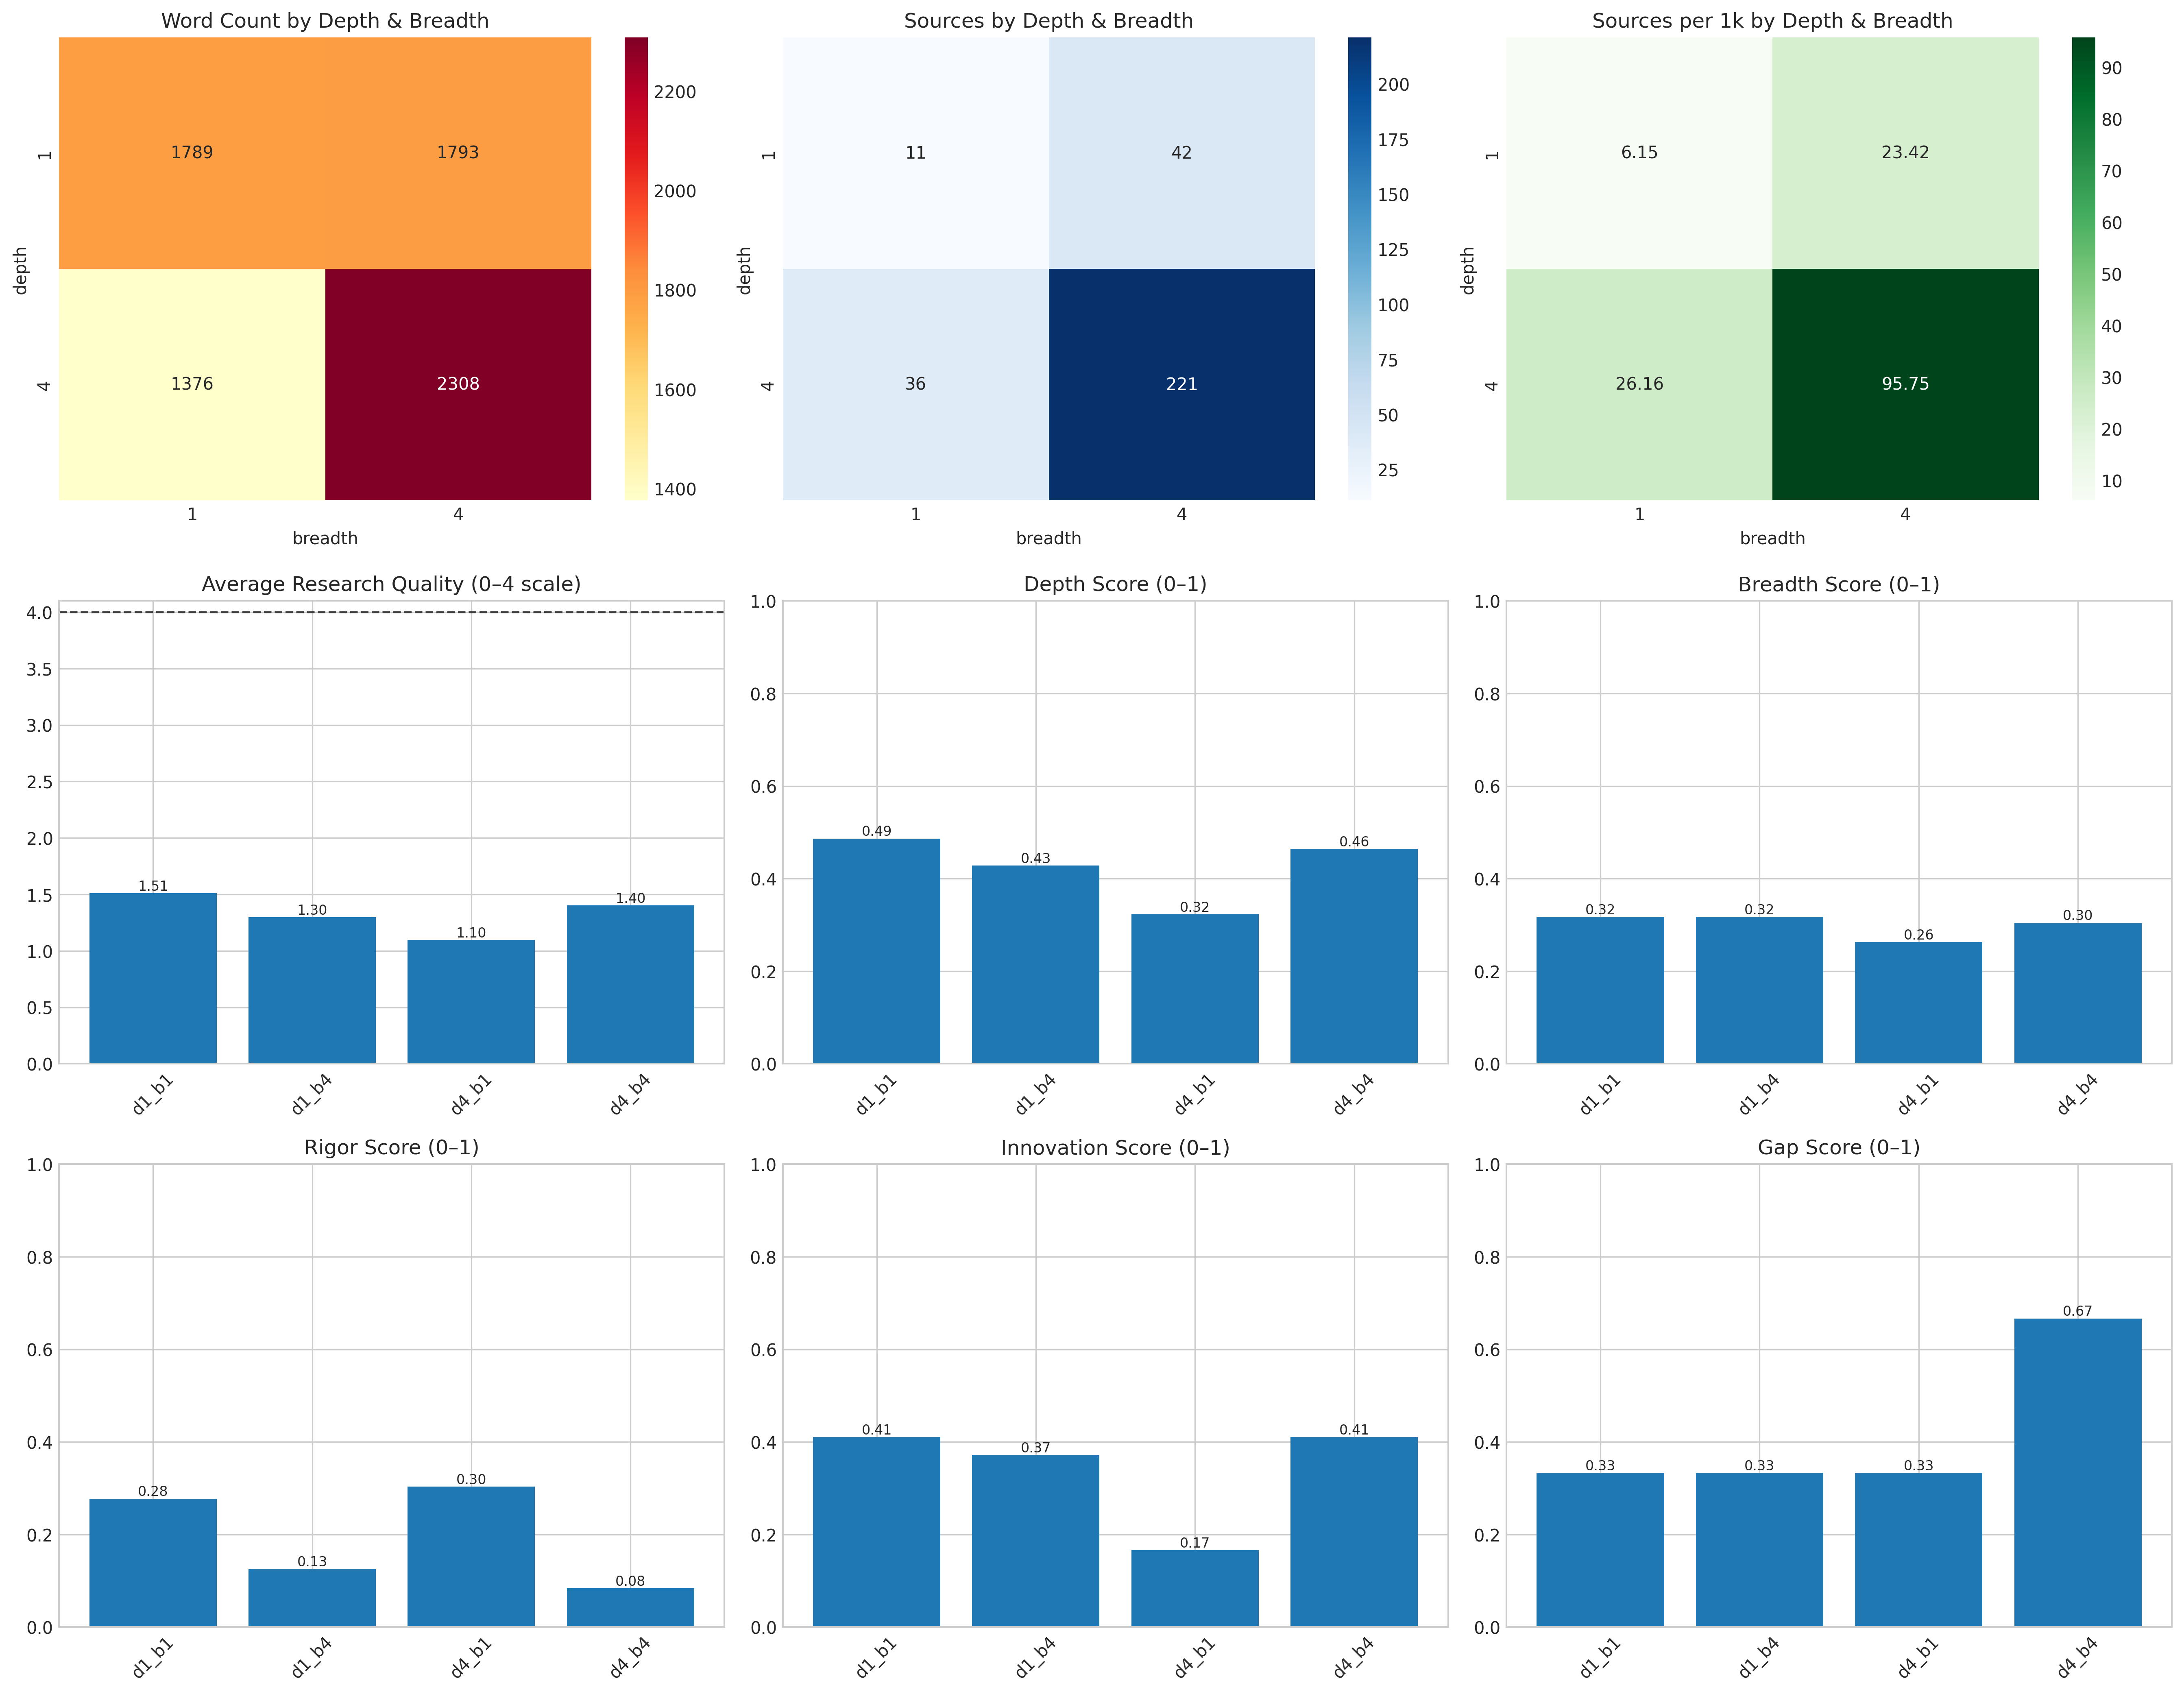 Word Count by Depth & Breadth
1789 1793
1376 2308
1
4
depth
1 4
breadth
2200
2000
1800
1600
1400
Sources by Depth & Breadth
11 42
36 221
1
4
depth
1 4
breadth
200
175
150
125
100
75
50
25
Sources per 1k by Depth & Breadth
6.15 23.42
26.16 95.75
1
4
depth
1 4
breadth
90
80
70
60
50
40
30
20
10
Average Research Quality (0–4 scale)
4.0
3.5
3.0
2.5
2.0
1.5
1.0
0.5
0.0
1.51 1.30 1.10 1.40
d1_b1 d1_b4 d4_b1 d4_b4
Depth Score (0–1)
1.0
0.8
0.6
0.4
0.2
0.0
0.49 0.43 0.32 0.46
d1_b1 d1_b4 d4_b1 d4_b4
Breadth Score (0–1)
1.0
0.8
0.6
0.4
0.2
0.0
0.32 0.32 0.26 0.30
d1_b1 d1_b4 d4_b1 d4_b4
Rigor Score (0–1)
1.0
0.8
0.6
0.4
0.2
0.0
0.28 0.13 0.30 0.08
d1_b1 d1_b4 d4_b1 d4_b4
Innovation Score (0–1)
1.0
0.8
0.6
0.4
0.2
0.0
0.41 0.37 0.17 0.41
d1_b1 d1_b4 d4_b1 d4_b4
Gap Score (0–1)
1.0
0.8
0.6
0.4
0.2
0.0
0.33 0.33 0.33 0.67
d1_b1 d1_b4 d4_b1 d4_b4